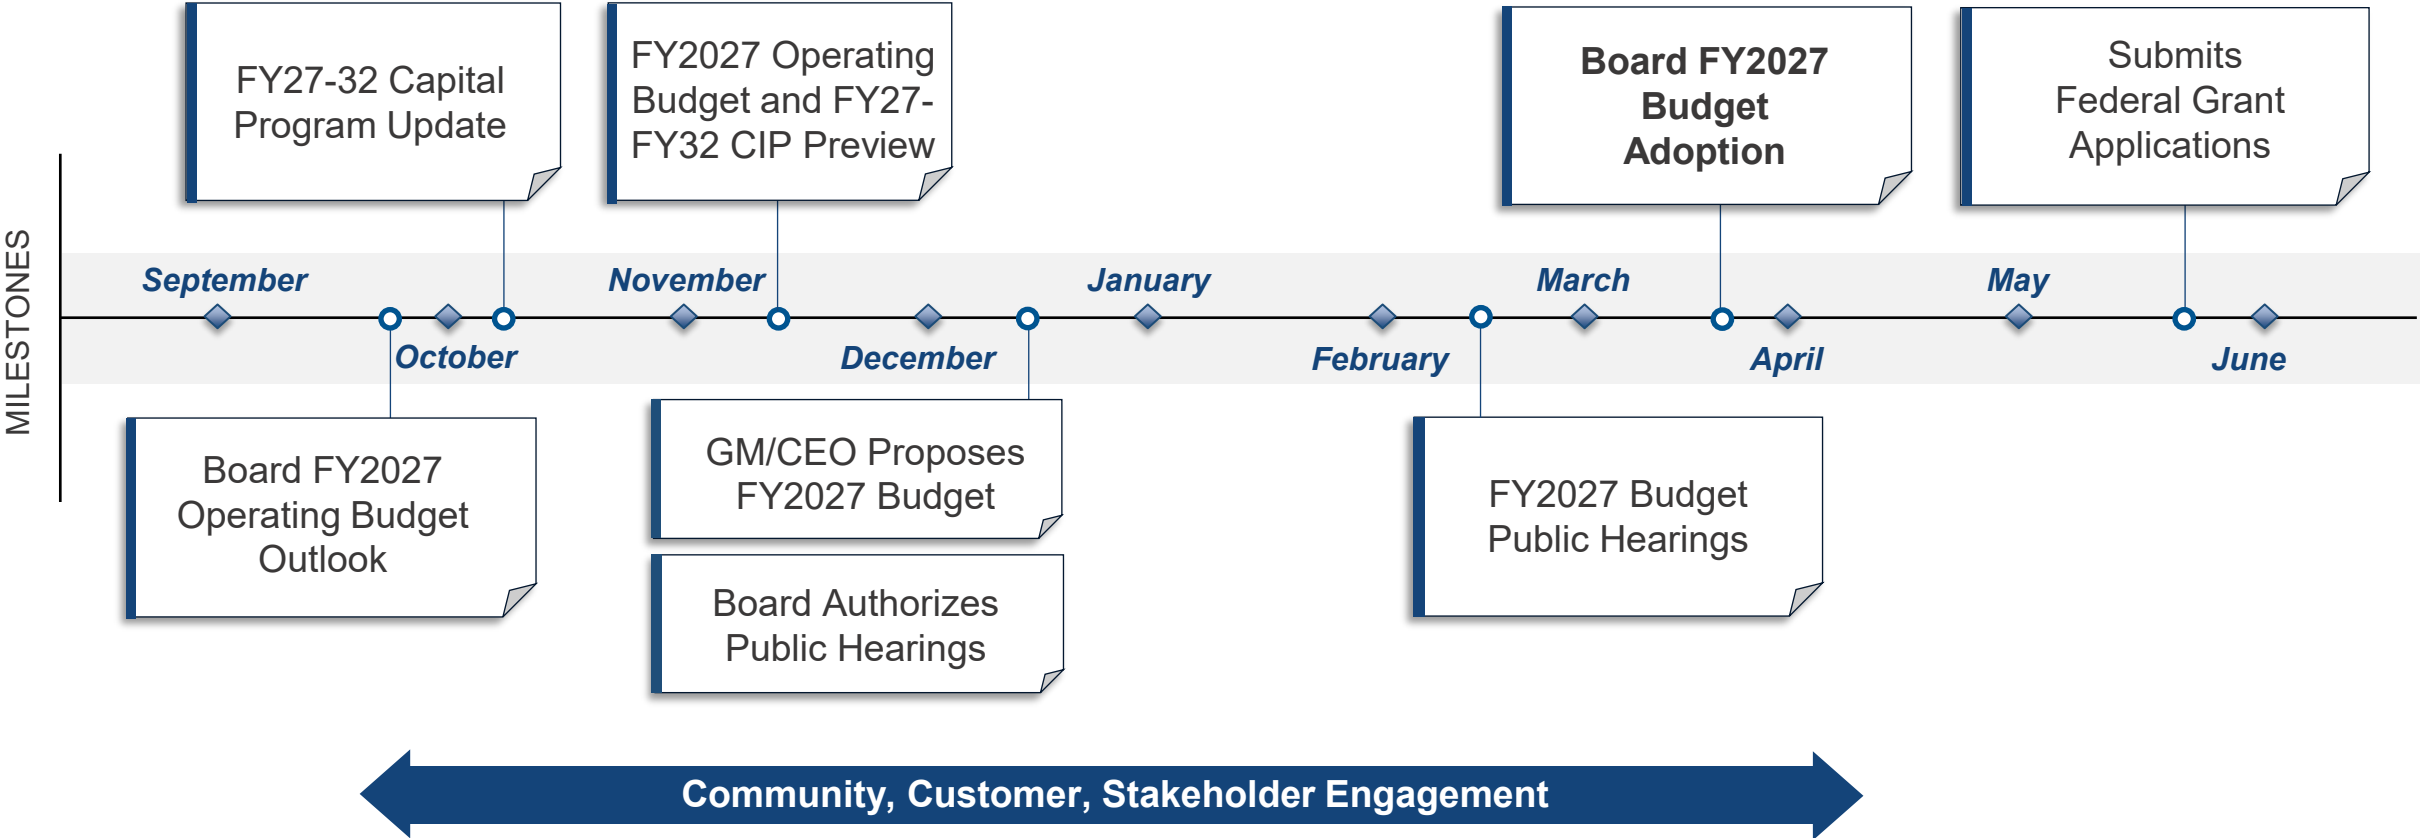 FY27-32 Capital
Program Update
FY2027 Operating
Budget and FY27-
FY32 CIP Preview
Board FY2027
Budget
Adoption
Submits
Federal Grant
Applications
MILESTONES
September
November
January
March
May
October
December
February
April
June
Board FY2027
Operating Budget
Outlook
GM/CEO Proposes
FY2027 Budget
Board Authorizes
Public Hearings
FY2027 Budget
Public Hearings
Community, Customer, Stakeholder Engagement